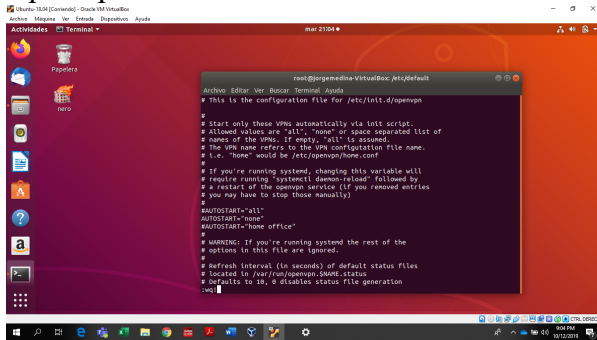 Ubuntu-18.04 [Corriendo] - Oracle VM VirtualBox
Archivo Máquina Ver Entrada Dispositivos Ayuda
Actividades Terminal mar 21:04
Papelera
nero
root@jorgemedina-VirtualBox: /etc/default
Archivo Editar Ver Buscar Terminal Ayuda
# This is the configuration file for /etc/init.d/openvpn
#
# Start only these VPNs automatically via init script.
# Allowed values are "all", "none" or space separated list of
# names of the VPNs. If empty, "all" is assumed.
# The VPN name refers to the VPN configutation file name.
# i.e. "home" would be /etc/openvpn/home.conf
#
# If you're running systemd, changing this variable will
# require running "systemctl daemon-reload" followed by
# a restart of the openvpn service (if you removed entries
# you may have to stop those manually)
#
#AUTOSTART="all"
AUTOSTART="none"
#AUTOSTART="home office"
#
# WARNING: If you're running systemd the rest of the
# options in this file are ignored.
#
# Refresh interval (in seconds) of default status files
# located in /var/run/openvpn.$NAME.status
# Defaults to 10, 0 disables status file generation
:wq!
CTRL DEREC
9:04 PM
10/12/2019